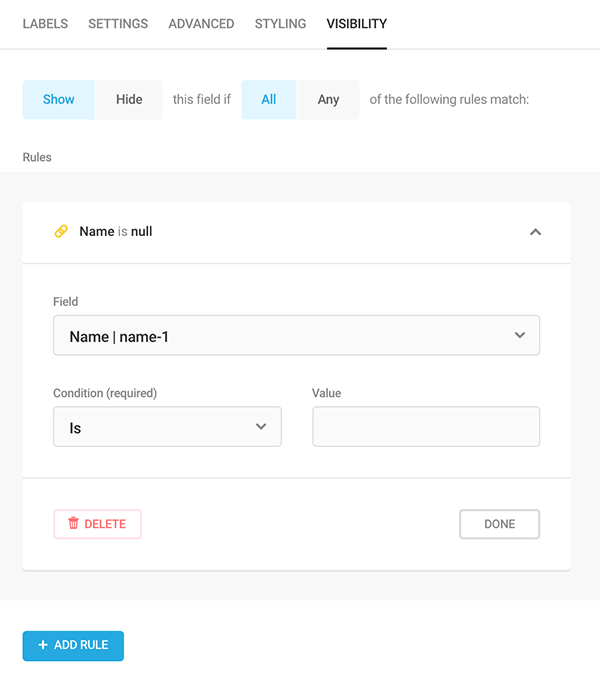 LABELS SETTINGS ADVANCED STYLING VISIBILITY
Show Hide this field if All Any of the following rules match:
Rules
Name is null
Field
Name | name-1
Condition (required) Value
Is
DELETE DONE
+ ADD RULE